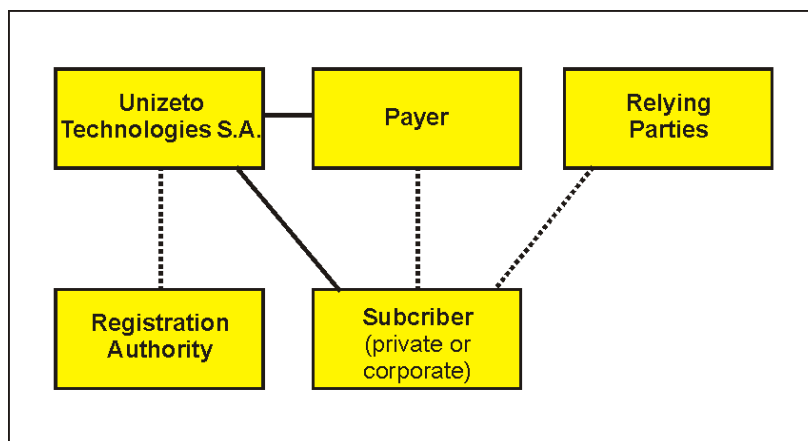 Unizeto
Technologies S.A.
Payer
Relying
Parties
Registration
Authority
Subcriber
(private or
corporate)